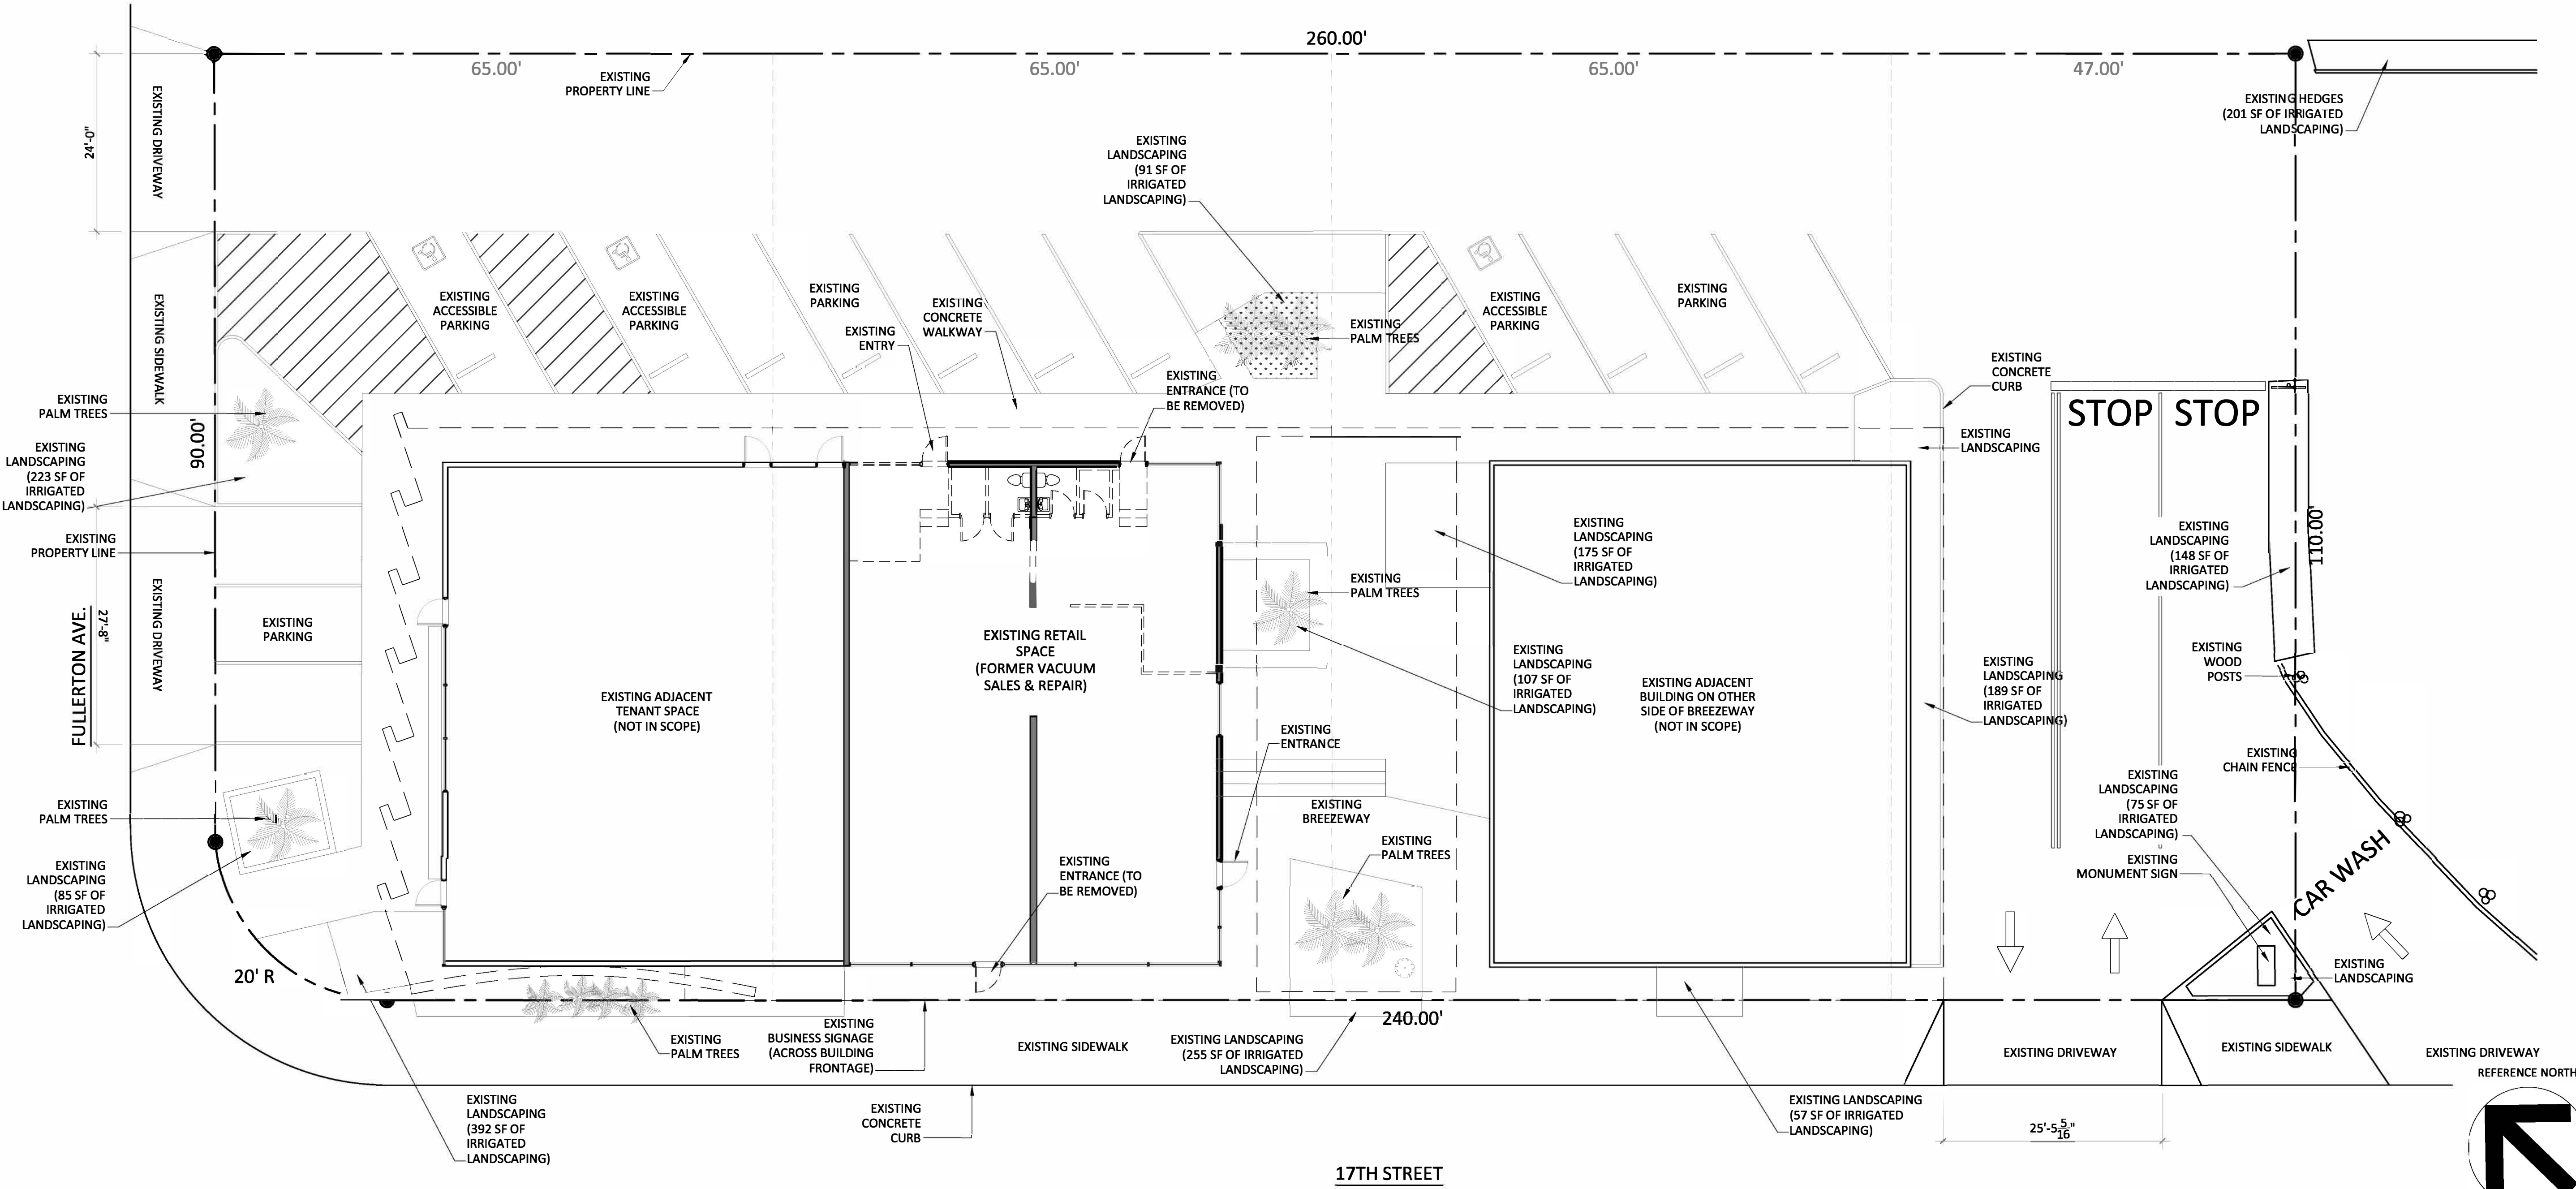 260.00'
65.00'
65.00'
65.00'
47.00'
EXISTING
PROPERTY LINE
EXISTING HEDGES
(201 SF OF IRRIGATED
LANDSCAPING)
24'-0"
EXISTING DRIVEWAY
EXISTING
LANDSCAPING
(91 SF OF
IRRIGATED
LANDSCAPING)
EXISTING
ACCESSIBLE
PARKING
EXISTING
ACCESSIBLE
PARKING
EXISTING
PARKING
EXISTING
ENTRY
EXISTING
CONCRETE
WALKWAY
EXISTING
PALM TREES
EXISTING
ACCESSIBLE
PARKING
EXISTING
PARKING
EXISTING SIDEWALK
EXISTING
ENTRANCE (TO
BE REMOVED)
EXISTING
CONCRETE
CURB
STOP STOP
EXISTING
PALM TREES
90.00'
EXISTING
LANDSCAPING
EXISTING
LANDSCAPING
(223 SF OF
IRRIGATED
LANDSCAPING)
EXISTING
LANDSCAPING
(175 SF OF
IRRIGATED
LANDSCAPING)
EXISTING
LANDSCAPING
(148 SF OF
IRRIGATED
LANDSCAPING)
110.00'
EXISTING
PROPERTY LINE
EXISTING
PALM TREES
FULLERTON AVE.
27'-8"
EXISTING DRIVEWAY
EXISTING
PARKING
EXISTING RETAIL
SPACE
(FORMER VACUUM
SALES & REPAIR)
EXISTING
LANDSCAPING
(107 SF OF
IRRIGATED
LANDSCAPING)
EXISTING
WOOD
POSTS
EXISTING
LANDSCAPING
(189 SF OF
IRRIGATED
LANDSCAPING)
EXISTING ADJACENT
TENANT SPACE
(NOT IN SCOPE)
EXISTING ADJACENT
BUILDING ON OTHER
SIDE OF BREEZEWAY
(NOT IN SCOPE)
EXISTING
ENTRANCE
EXISTING
CHAIN FENCE
EXISTING
LANDSCAPING
(75 SF OF
IRRIGATED
LANDSCAPING)
EXISTING
PALM TREES
EXISTING
BREEZEWAY
EXISTING
PALM TREES
EXISTING
MONUMENT SIGN
CAR WASH
EXISTING
LANDSCAPING
(85 SF OF
IRRIGATED
LANDSCAPING)
EXISTING
ENTRANCE (TO
BE REMOVED)
20' R
EXISTING
LANDSCAPING
240.00'
EXISTING
PALM TREES
EXISTING
BUSINESS SIGNAGE
(ACROSS BUILDING
FRONTAGE)
EXISTING SIDEWALK
EXISTING LANDSCAPING
(255 SF OF IRRIGATED
LANDSCAPING)
EXISTING DRIVEWAY
EXISTING SIDEWALK
EXISTING DRIVEWAY
REFERENCE NORTH
EXISTING
LANDSCAPING
(392 SF OF
IRRIGATED
LANDSCAPING)
EXISTING
CONCRETE
CURB
EXISTING LANDSCAPING
(57 SF OF IRRIGATED
LANDSCAPING)
25'-5 5/16"
17TH STREET